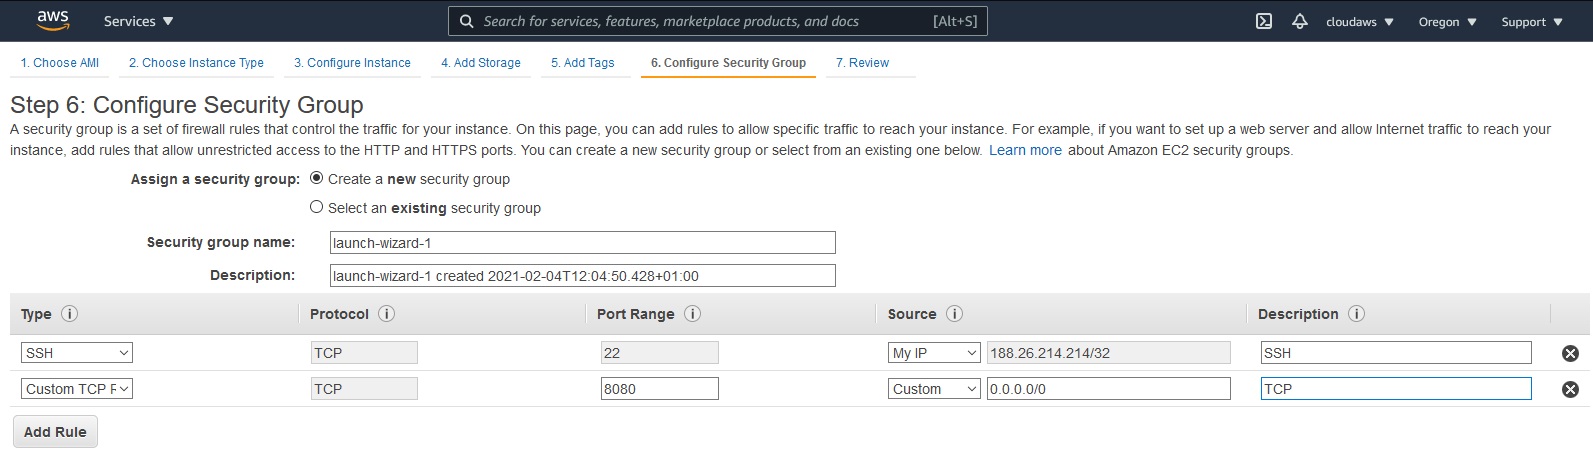 aws Services Search for services, features, marketplace products, and docs [Alt+S] cloudaws Oregon Support
1. Choose AMI 2. Choose Instance Type 3. Configure Instance 4. Add Storage 5. Add Tags 6. Configure Security Group 7. Review
Step 6: Configure Security Group
A security group is a set of firewall rules that control the traffic for your instance. On this page, you can add rules to allow specific traffic to reach your instance. For example, if you want to set up a web server and allow Internet traffic to reach your
instance, add rules that allow unrestricted access to the HTTP and HTTPS ports. You can create a new security group or select from an existing one below. Learn more about Amazon EC2 security groups.
Assign a security group: Create a new security group
Select an existing security group
Security group name: launch-wizard-1
Description: launch-wizard-1 created 2021-02-04T12:04:50.428+01:00
Type i Protocol i Port Range i Source i Description i
SSH TCP 22 My IP 188.26.214.214/32 SSH
Custom TCP F TCP 8080 Custom 0.0.0.0/0 TCP
Add Rule